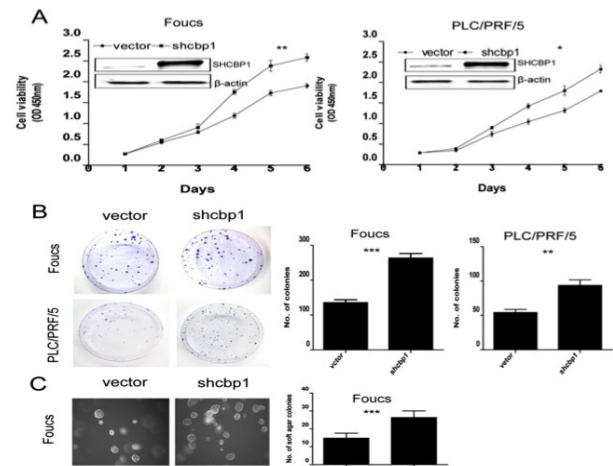 A
Foucs
PLC/PRF/5
vector shcbp1
vector shcbp1
SHCBP1
β-actin
SHCBP1
β-actin
**
*
Cell viability
(OD 450nm)
3.0
2.5
2.0
1.5
1.0
0.5
0.0
0 1 2 3 4 5 6
Days
Cell viability
(OD 450nm)
3.0
2.5
2.0
1.5
1.0
0.5
0.0
0 1 2 3 4 5 6
Days
B
vector shcbp1
Foucs
PLC/PRF/5
Foucs
***
No. of colonies
300
200
100
0
vctor
shcbp1
PLC/PRF/5
**
No. of colonies
150
100
50
0
vetor
shcbp1
C
vector shcbp1
Foucs
Foucs
***
No. of soft agar colonies
40
30
20
10
0